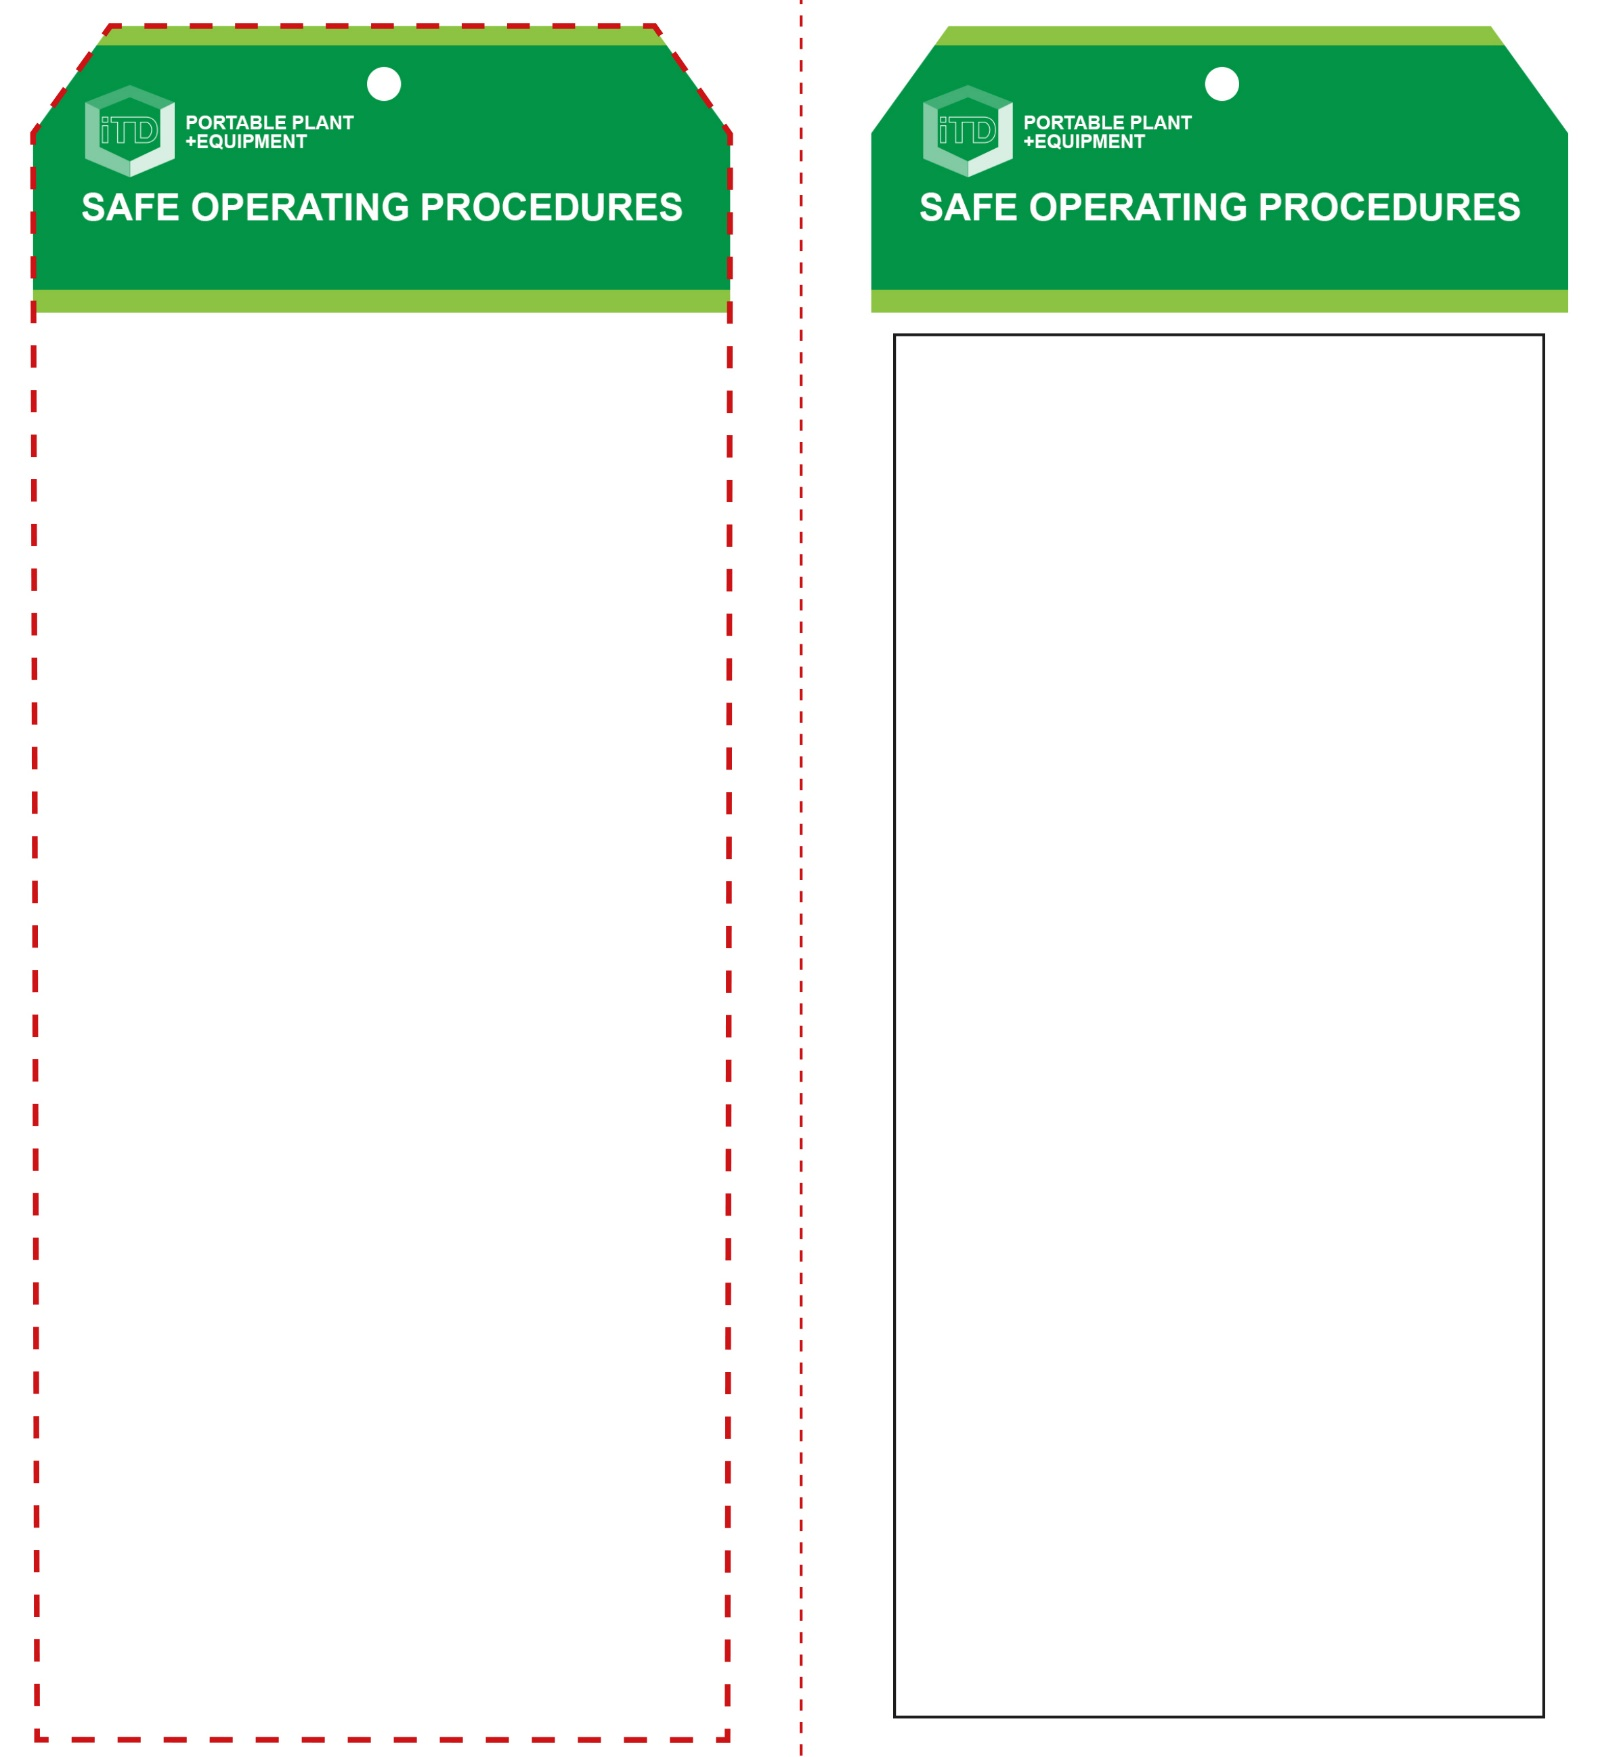 iTD
PORTABLE PLANT
+EQUIPMENT
SAFE OPERATING PROCEDURES
iTD
PORTABLE PLANT
+EQUIPMENT
SAFE OPERATING PROCEDURES